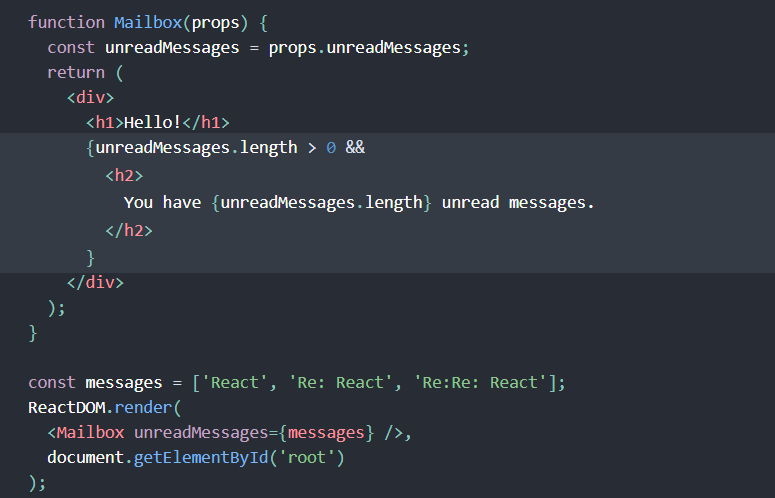 function Mailbox(props) {
  const unreadMessages = props.unreadMessages;
  return (
    <div>
      <h1>Hello!</h1>
      {unreadMessages.length > 0 &&
        <h2>
          You have {unreadMessages.length} unread messages.
        </h2>
      }
    </div>
  );
}

const messages = ['React', 'Re: React', 'Re:Re: React'];
ReactDOM.render(
  <Mailbox unreadMessages={messages} />,
  document.getElementById('root')
);